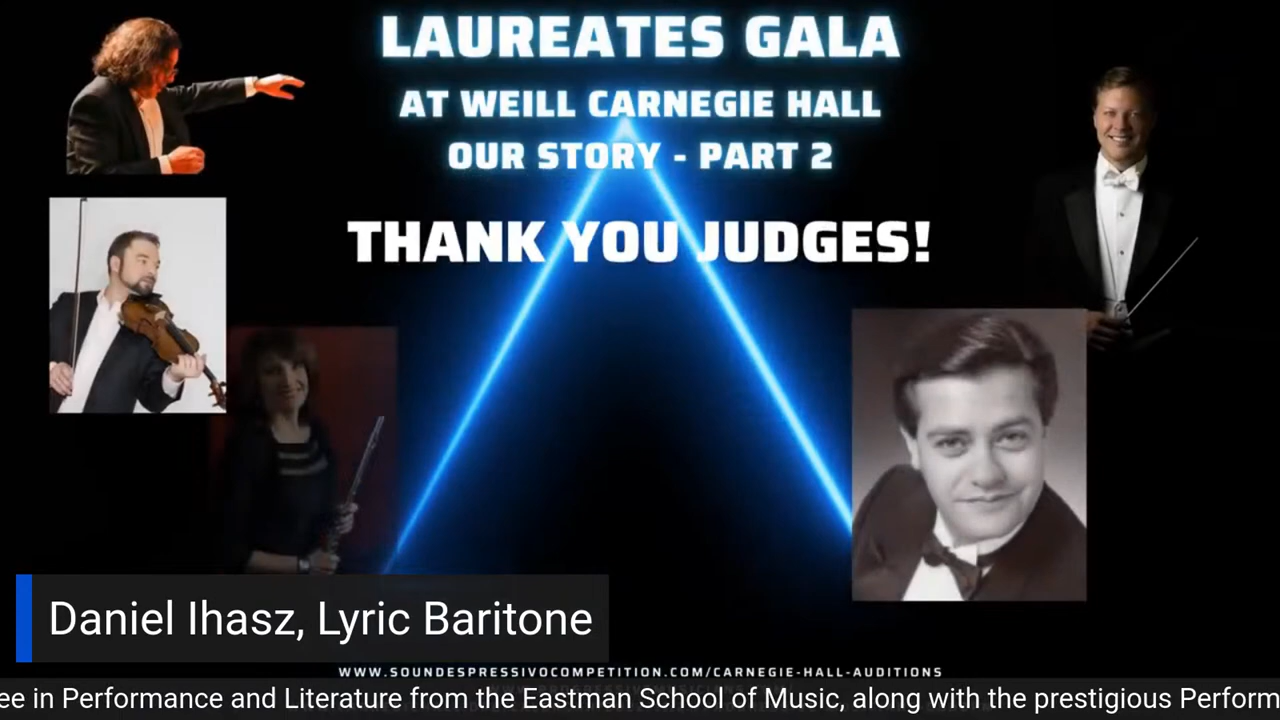 LAUREATES GALA
AT WEILL CARNEGIE HALL
OUR STORY - PART 2
THANK YOU JUDGES!
Daniel Ihasz, Lyric Baritone
WWW.SOUNDESPRESSIVOCOMPETITION.COM/CARNEGIE-HALL-AUDITIONS
ee in Performance and Literature from the Eastman School of Music, along with the prestigious Perform